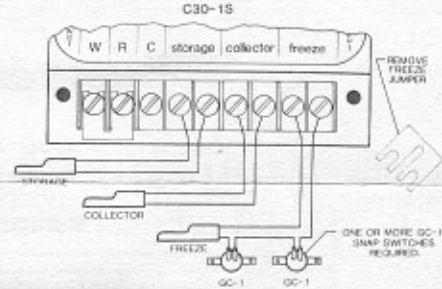 C30-1S
W R C storage collector freeze
REMOVE
FREEZE
JUMPER
STORAGE
COLLECTOR
FREEZE
ONE OR MORE GC-1
SNAP SWITCHES
REQUIRED.
GC-1 GC-1